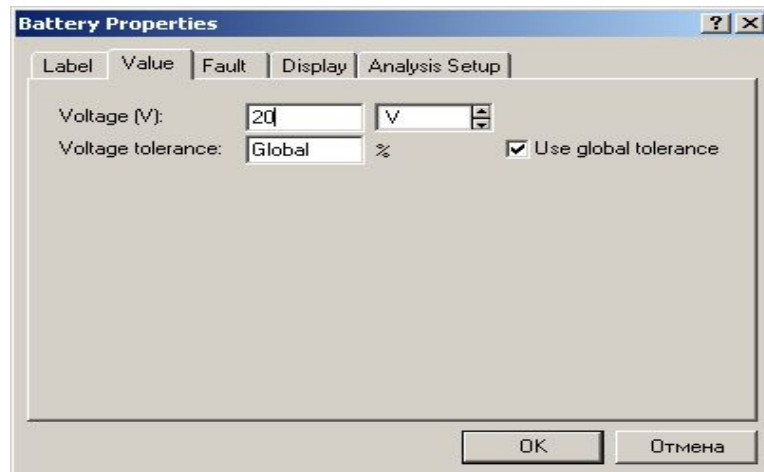 Battery Properties ? ×
Label Value Fault Display Analysis Setup
Voltage (V): 20 V
Voltage tolerance: Global % Use global tolerance
OK Отмена